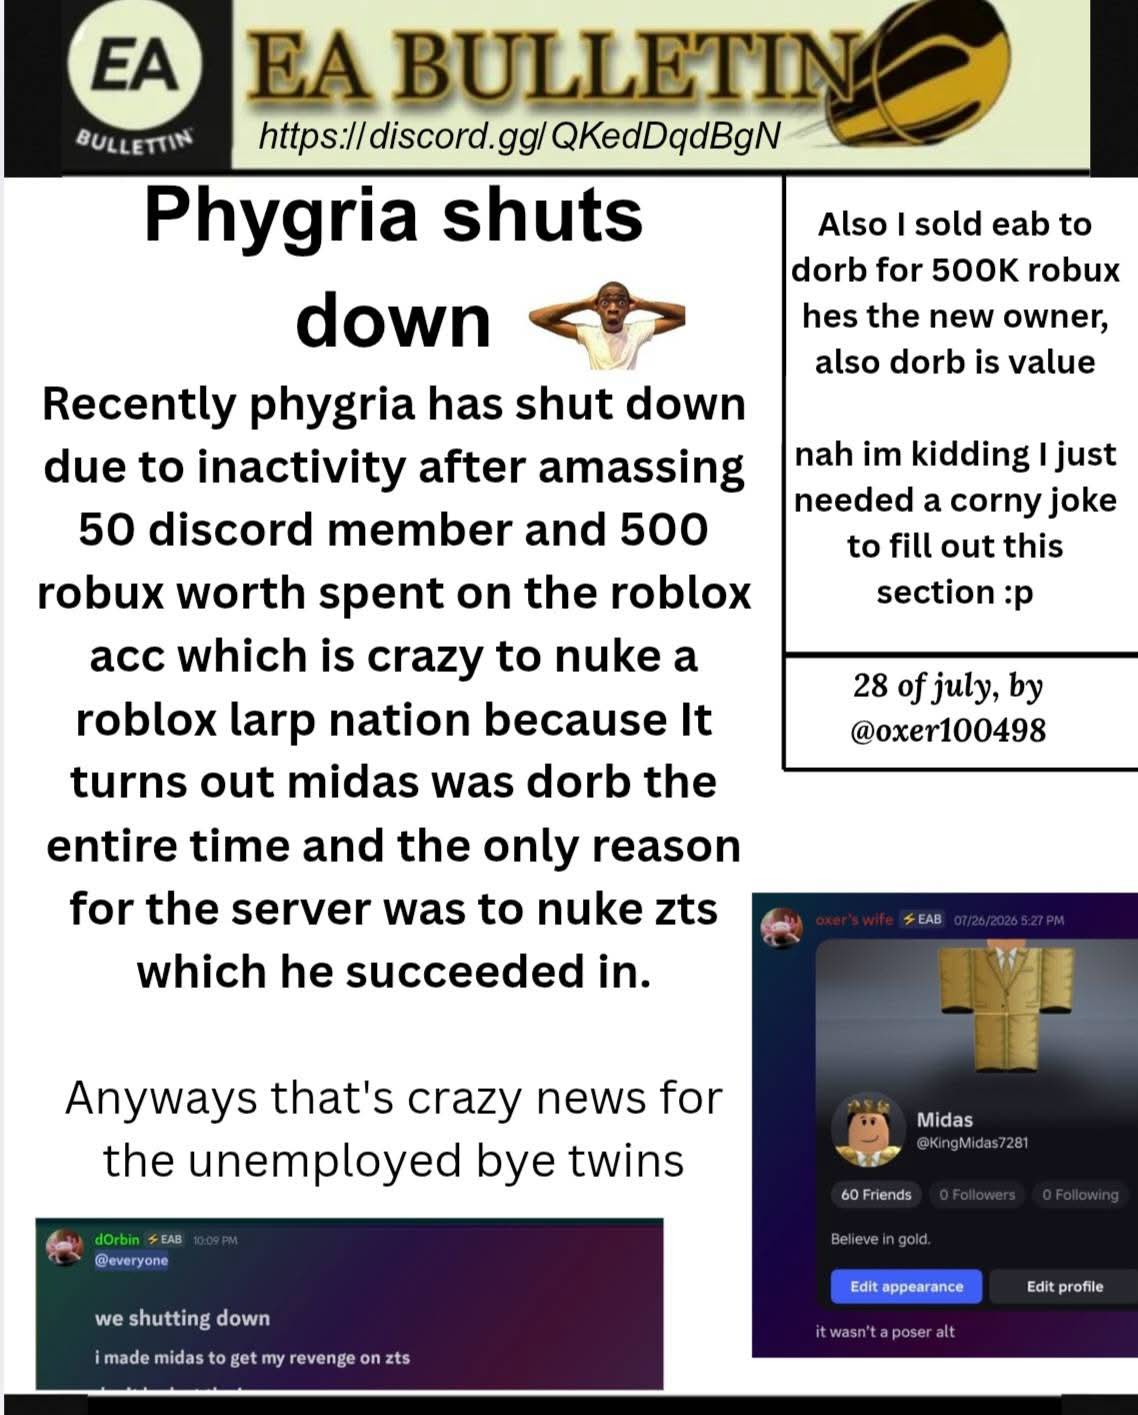 EA
BULLETTIN
EA BULLETIN
https://discord.gg/QKedDqdBgN
Phygria shuts
down
Recently phygria has shut down
due to inactivity after amassing
50 discord member and 500
robux worth spent on the roblox
acc which is crazy to nuke a
roblox larp nation because It
turns out midas was dorb the
entire time and the only reason
for the server was to nuke zts
which he succeeded in.
Anyways that's crazy news for
the unemployed bye twins
Also I sold eab to
dorb for 500K robux
hes the new owner,
also dorb is value
nah im kidding I just
needed a corny joke
to fill out this
section :p
28 of july, by
@oxer100498
oxer's wife ⚡EAB 07/26/2026 5:27 PM
Midas
@KingMidas7281
60 Friends 0 Followers 0 Following
Believe in gold.
Edit appearance Edit profile
it wasn't a poser alt
dOrbin ⚡EAB 10:09 PM
@everyone
we shutting down
i made midas to get my revenge on zts